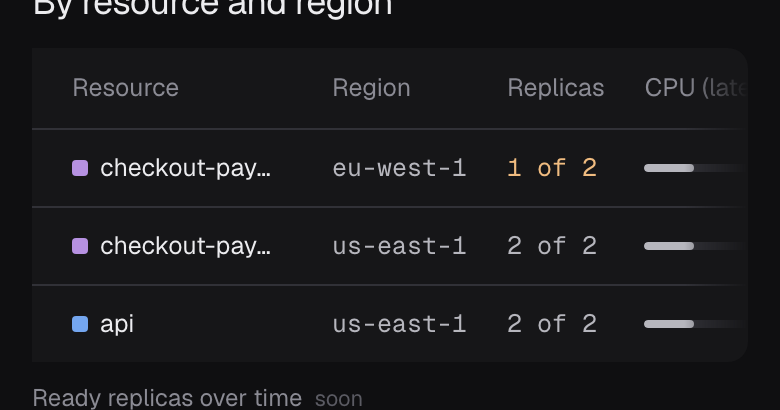 By resource and region
Resource Region Replicas CPU (late
checkout-pay... eu-west-1 1 of 2
checkout-pay... us-east-1 2 of 2
api us-east-1 2 of 2
Ready replicas over time soon